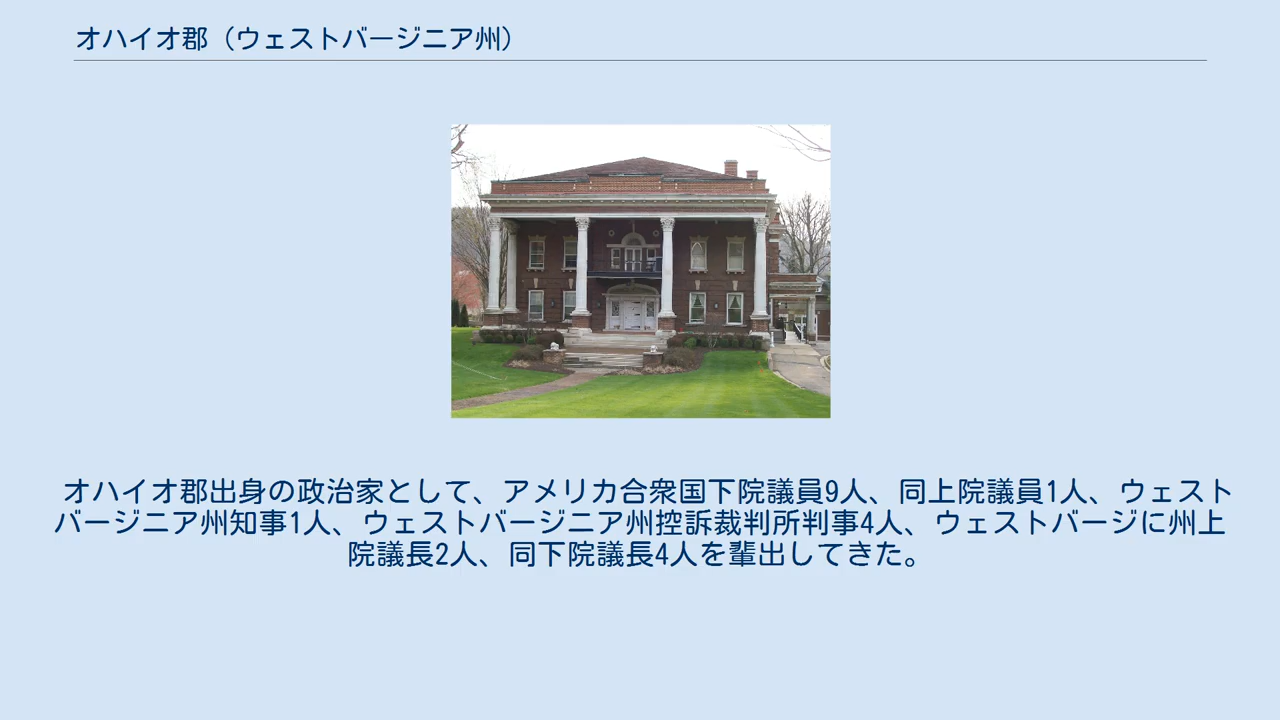 オハイオ郡（ウェストバージニア州）
オハイオ郡出身の政治家として、アメリカ合衆国下院議員9人、同上院議員1人、ウェスト
バージニア州知事1人、ウェストバージニア州控訴裁判所判事4人、ウェストバージに州上
院議長2人、同下院議長4人を輩出してきた。